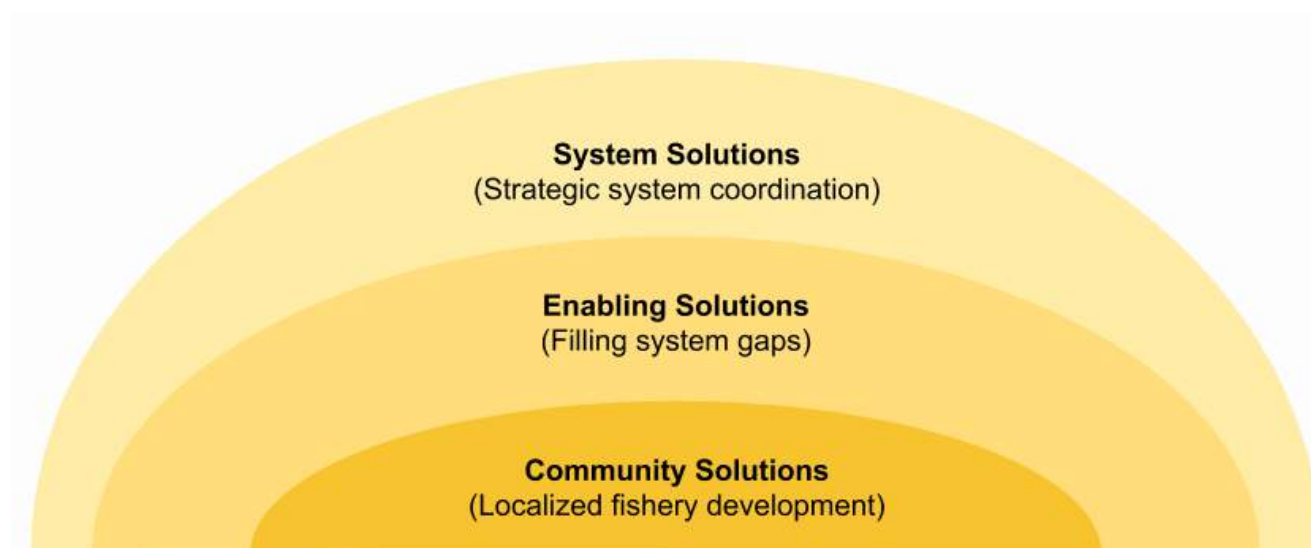 System Solutions
(Strategic system coordination)
Enabling Solutions
(Filling system gaps)
Community Solutions
(Localized fishery development)